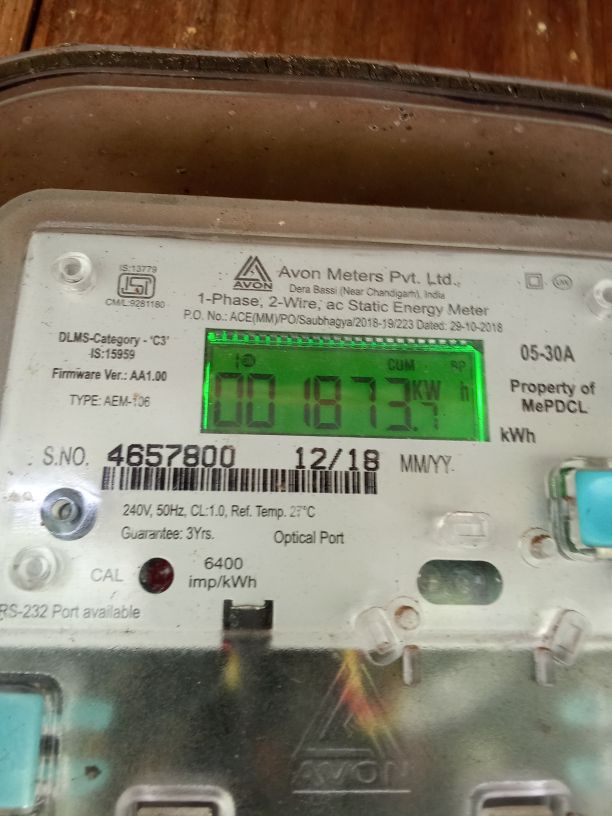 IS:13779
CM/L:9281180
AVON
Avon Meters Pvt. Ltd.,
Dera Bassi (Near Chandigarh), India
1-Phase, 2-Wire, ac Static Energy Meter
P.O. No.: ACE(MM)/PO/Saubhagya/2018-19/223 Dated: 29-10-2018
DLMS-Category - 'C3'
IS:15959
Firmware Ver.: AA1.00
TYPE: AEM-106
CUM
001873.7 KW h
05-30A
Property of
MePDCL
kWh
S.NO. 4657800 12/18 MM/YY
240V, 50Hz, CL:1.0, Ref. Temp. 27°C
Guarantee: 3Yrs. Optical Port
CAL
6400
imp/kWh
RS-232 Port available
AVON